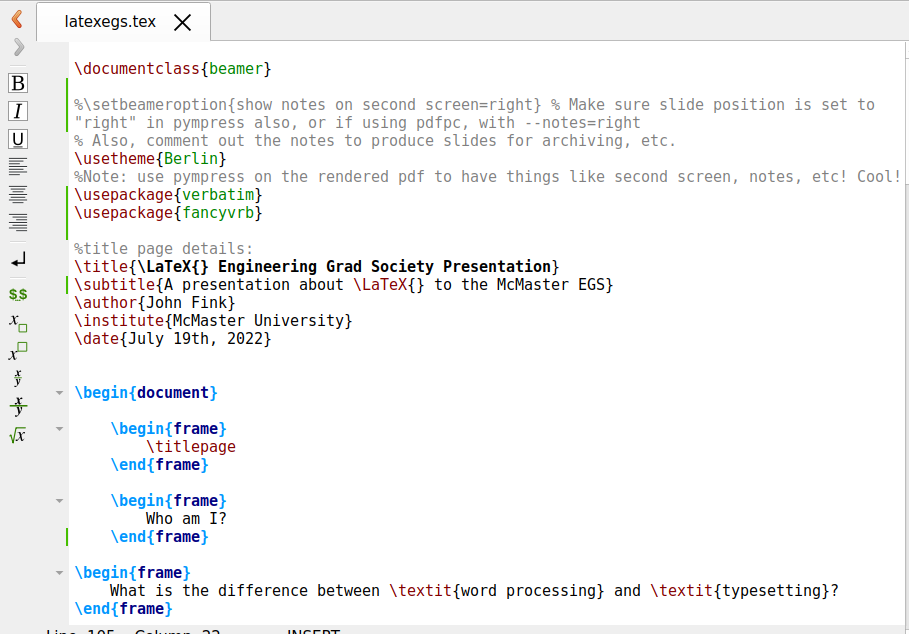 latexegs.tex
\documentclass{beamer}
%\setbeameroption{show notes on second screen=right} % Make sure slide position is set to
"right" in pympress also, or if using pdfpc, with --notes=right
% Also, comment out the notes to produce slides for archiving, etc.
\usetheme{Berlin}
%Note: use pympress on the rendered pdf to have things like second screen, notes, etc! Cool!
\usepackage{verbatim}
\usepackage{fancyvrb}
%title page details:
\title{\LaTeX{} Engineering Grad Society Presentation}
\subtitle{A presentation about \LaTeX{} to the McMaster EGS}
\author{John Fink}
\institute{McMaster University}
\date{July 19th, 2022}
\begin{document}
\begin{frame}
\titlepage
\end{frame}
\begin{frame}
Who am I?
\end{frame}
\begin{frame}
What is the difference between \textit{word processing} and \textit{typesetting}?
\end{frame}
B
I
U
$$
x
x
x
y
x
y
√x
Line: 105 Column: 22 INSERT